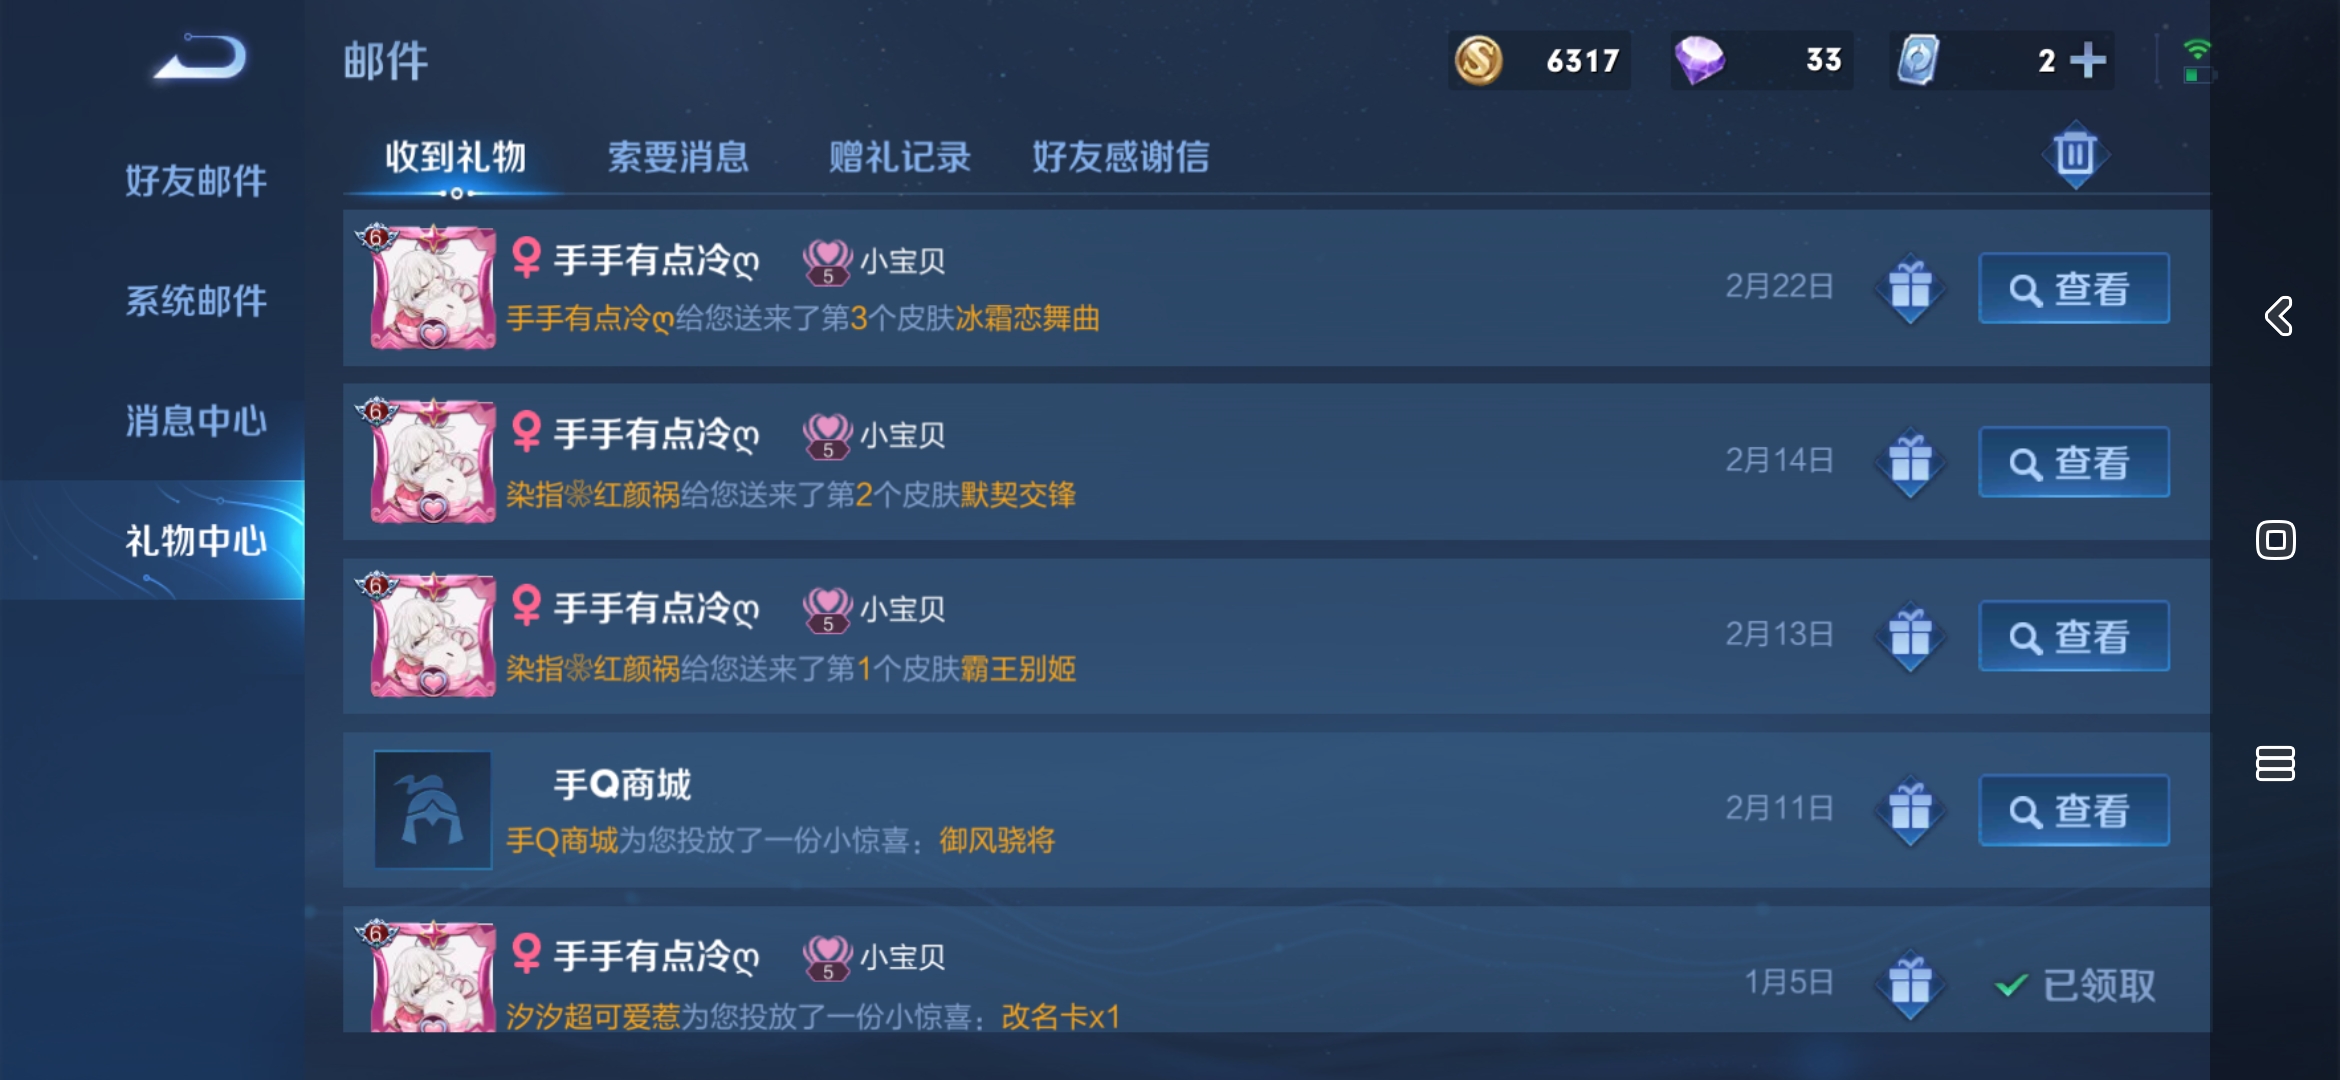 邮件
6317
33
2
好友邮件
系统邮件
消息中心
礼物中心
收到礼物
索要消息
赠礼记录
好友感谢信
6
手手有点冷ღ
5
小宝贝
手手有点冷ღ给您送来了第3个皮肤冰霜恋舞曲
2月22日
查看
6
手手有点冷ღ
5
小宝贝
染指❀红颜祸给您送来了第2个皮肤默契交锋
2月14日
查看
6
手手有点冷ღ
5
小宝贝
染指❀红颜祸给您送来了第1个皮肤霸王别姬
2月13日
查看
手Q商城
手Q商城为您投放了一份小惊喜：御风骁将
2月11日
查看
6
手手有点冷ღ
5
小宝贝
汐汐超可爱惹为您投放了一份小惊喜：改名卡x1
1月5日
已领取